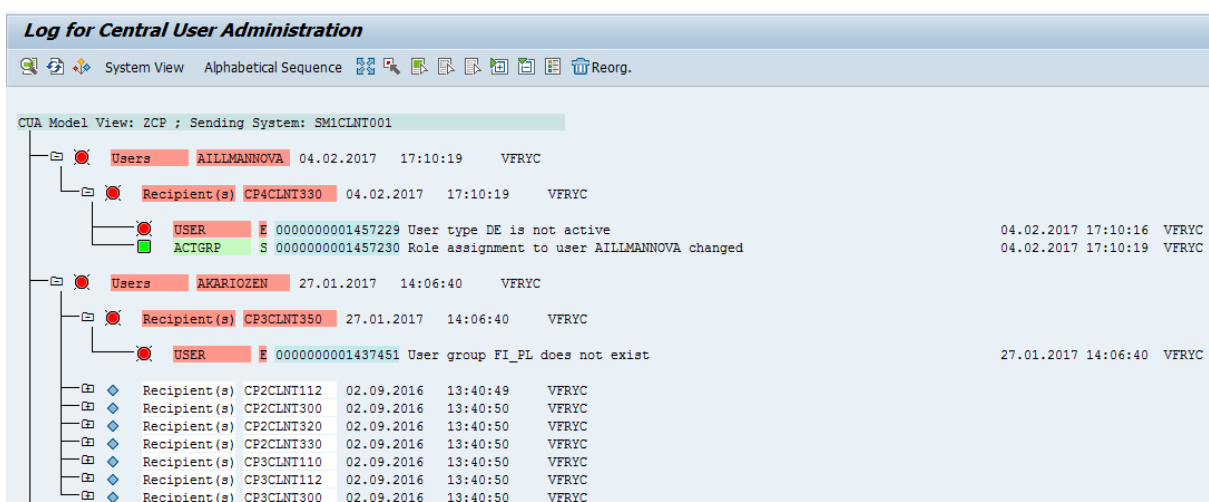 Log for Central User Administration
System View Alphabetical Sequence Reorg.
CUA Model View: ZCP ; Sending System: SM1CLNT001
Users AILLMANNOVA 04.02.2017 17:10:19 VFRYC
Recipient(s) CP4CLNT330 04.02.2017 17:10:19 VFRYC
USER E 0000000001457229 User type DE is not active 04.02.2017 17:10:16 VFRYC
ACTGRP S 0000000001457230 Role assignment to user AILLMANNOVA changed 04.02.2017 17:10:19 VFRYC
Users AKARIOZEN 27.01.2017 14:06:40 VFRYC
Recipient(s) CP3CLNT350 27.01.2017 14:06:40 VFRYC
USER E 0000000001437451 User group FI_PL does not exist 27.01.2017 14:06:40 VFRYC
Recipient(s) CP2CLNT112 02.09.2016 13:40:49 VFRYC
Recipient(s) CP2CLNT300 02.09.2016 13:40:50 VFRYC
Recipient(s) CP2CLNT320 02.09.2016 13:40:50 VFRYC
Recipient(s) CP2CLNT330 02.09.2016 13:40:50 VFRYC
Recipient(s) CP3CLNT110 02.09.2016 13:40:50 VFRYC
Recipient(s) CP3CLNT112 02.09.2016 13:40:50 VFRYC
Recipient(s) CP3CLNT300 02.09.2016 13:40:50 VFRYC